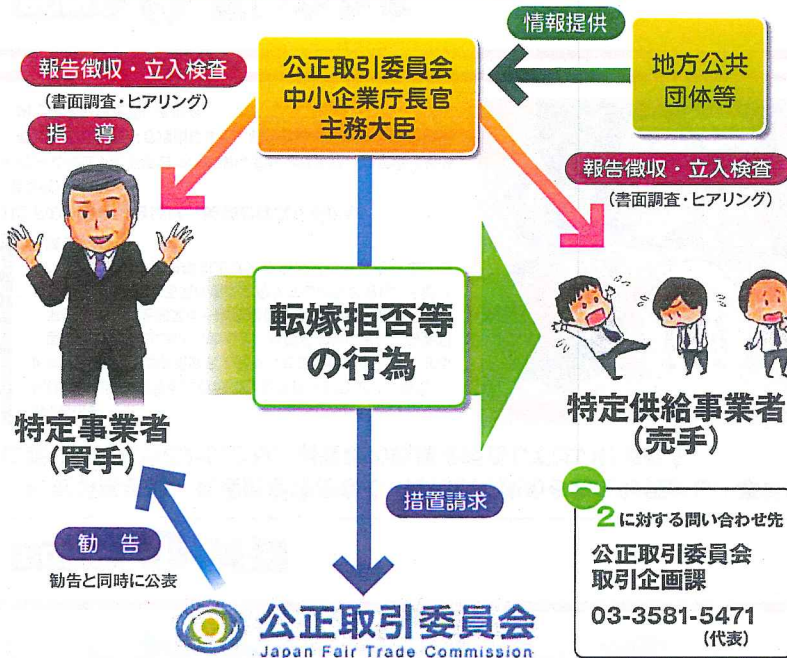 情報提供
報告徴収・立入検査
(書面調査・ヒアリング)
指 導
公正取引委員会
中小企業庁長官
主務大臣
地方公共
団体等
報告徴収・立入検査
(書面調査・ヒアリング)
転嫁拒否等
の行為
特定事業者
(買手)
特定供給事業者
(売手)
措置請求
勧 告
勧告と同時に公表
2に対する問い合わせ先
公正取引委員会
取引企画課
03-3581-5471
(代表)
公正取引委員会
Japan Fair Trade Commission